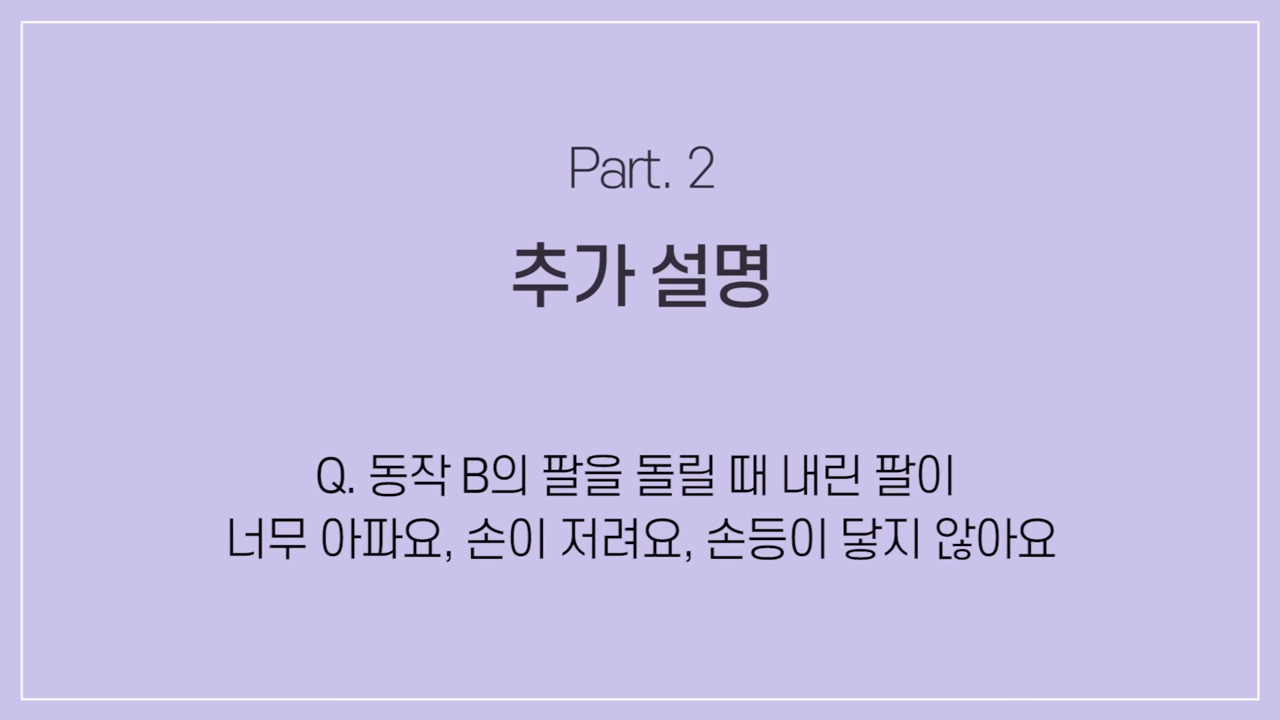 Part. 2
추가 설명
Q. 동작 B의 팔을 돌릴 때 내린 팔이
너무 아파요, 손이 저려요, 손등이 닿지 않아요